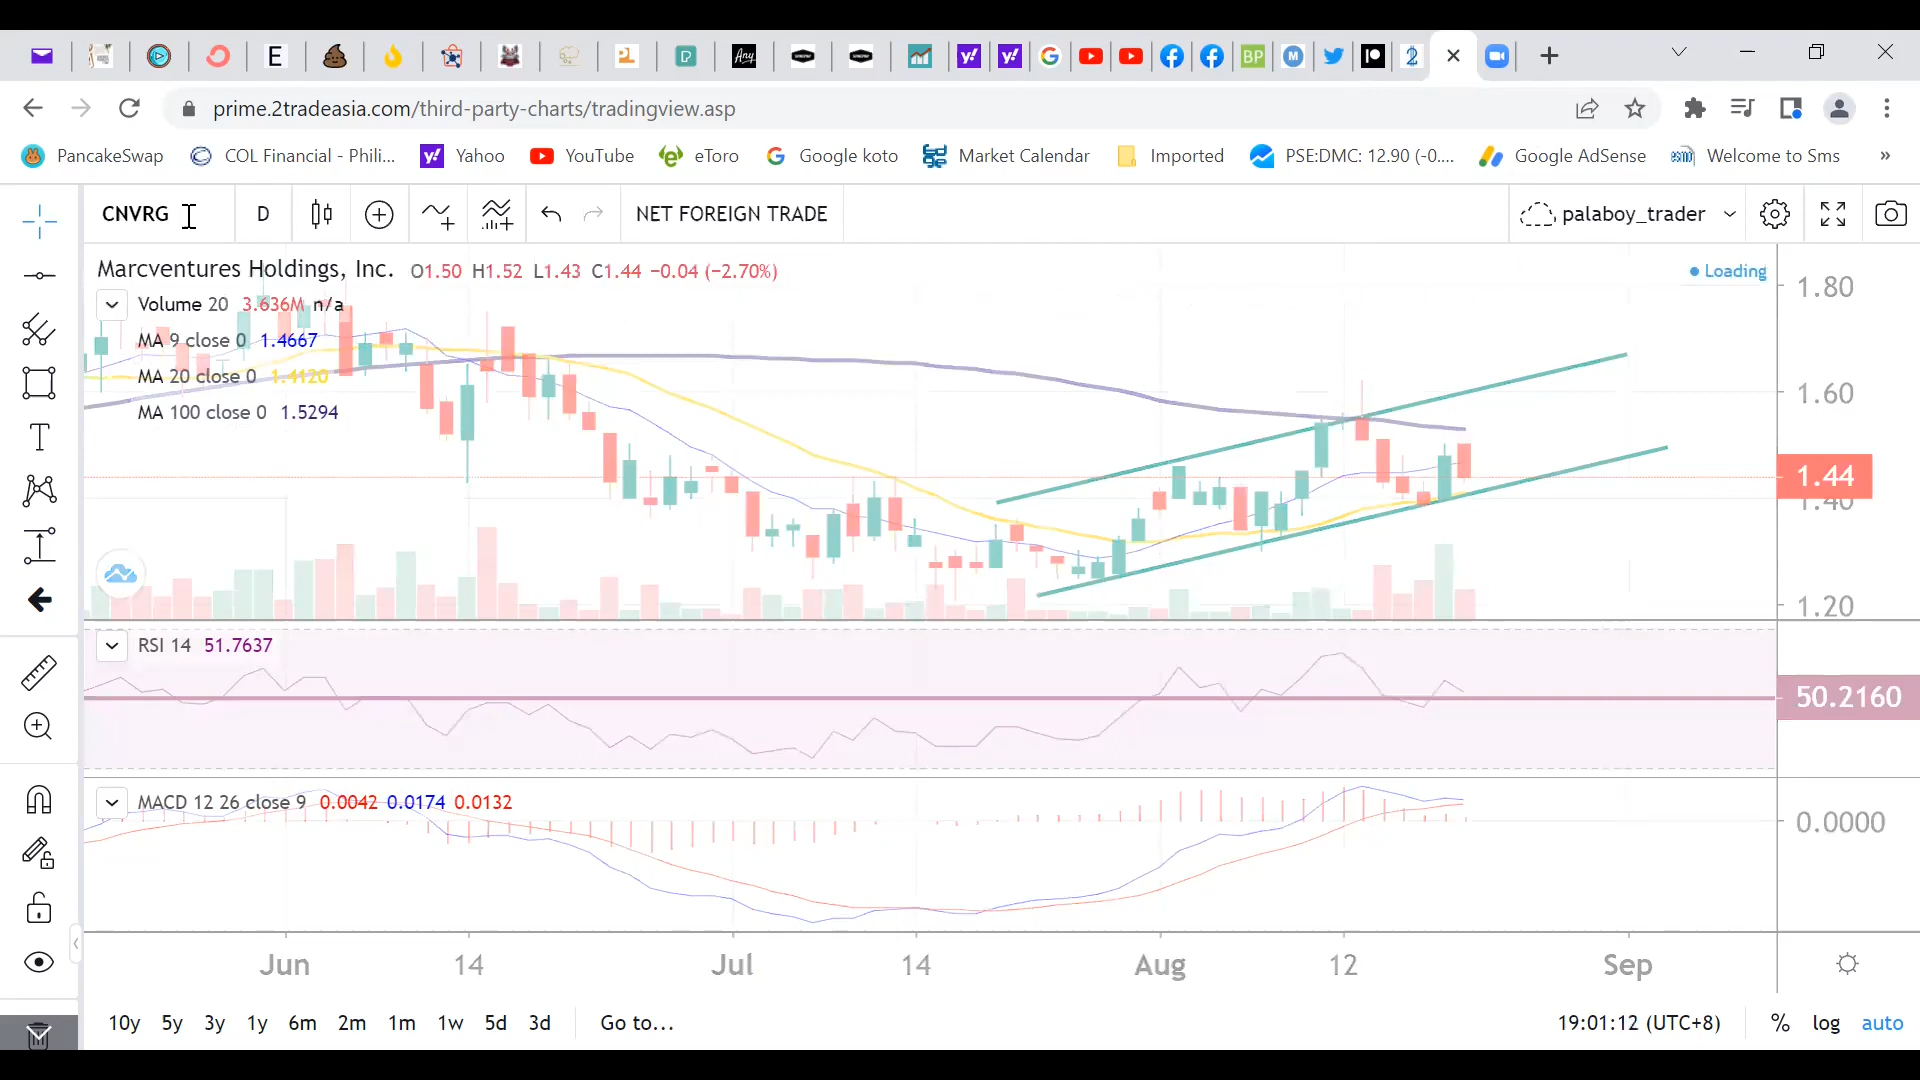 E
Any
BP
M
prime.2tradeasia.com/third-party-charts/tradingview.asp
PancakeSwap COL Financial - Phili... Yahoo YouTube eToro Google koto Market Calendar Imported PSE:DMC: 12.90 (-0.... Google AdSense Welcome to Sms »
CNVRG D NET FOREIGN TRADE palaboy_trader
Marcventures Holdings, Inc. O1.50 H1.52 L1.43 C1.44 −0.04 (−2.70%) Loading
Volume 20 3.636M n/a
MA 9 close 0 1.4667
MA 20 close 0 1.4120
MA 100 close 0 1.5294
1.80
1.60
1.44
1.40
1.20
RSI 14 51.7637
50.2160
MACD 12 26 close 9 0.0042 0.0174 0.0132
0.0000
Jun 14 Jul 14 Aug 12 Sep
10y 5y 3y 1y 6m 2m 1m 1w 5d 3d Go to... 19:01:12 (UTC+8) % log auto